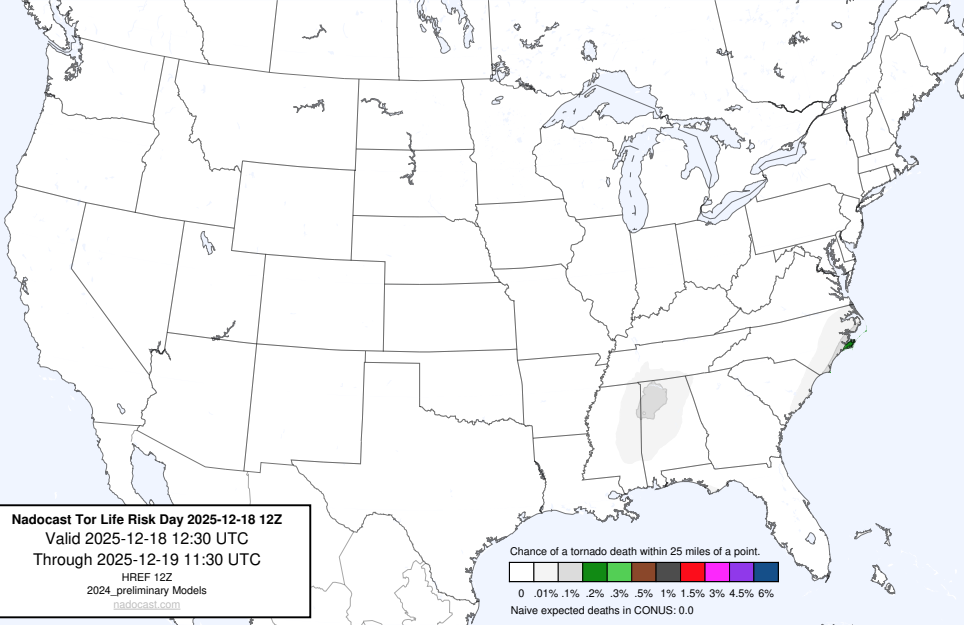 Nadocast Tor Life Risk Day 2025-12-18 12Z
Valid 2025-12-18 12:30 UTC
Through 2025-12-19 11:30 UTC
HREF 12Z
2024_preliminary Models
nadocast.com
Chance of a tornado death within 25 miles of a point.
0 .01% .1% .2% .3% .5% 1% 1.5% 3% 4.5% 6%
Naive expected deaths in CONUS: 0.0